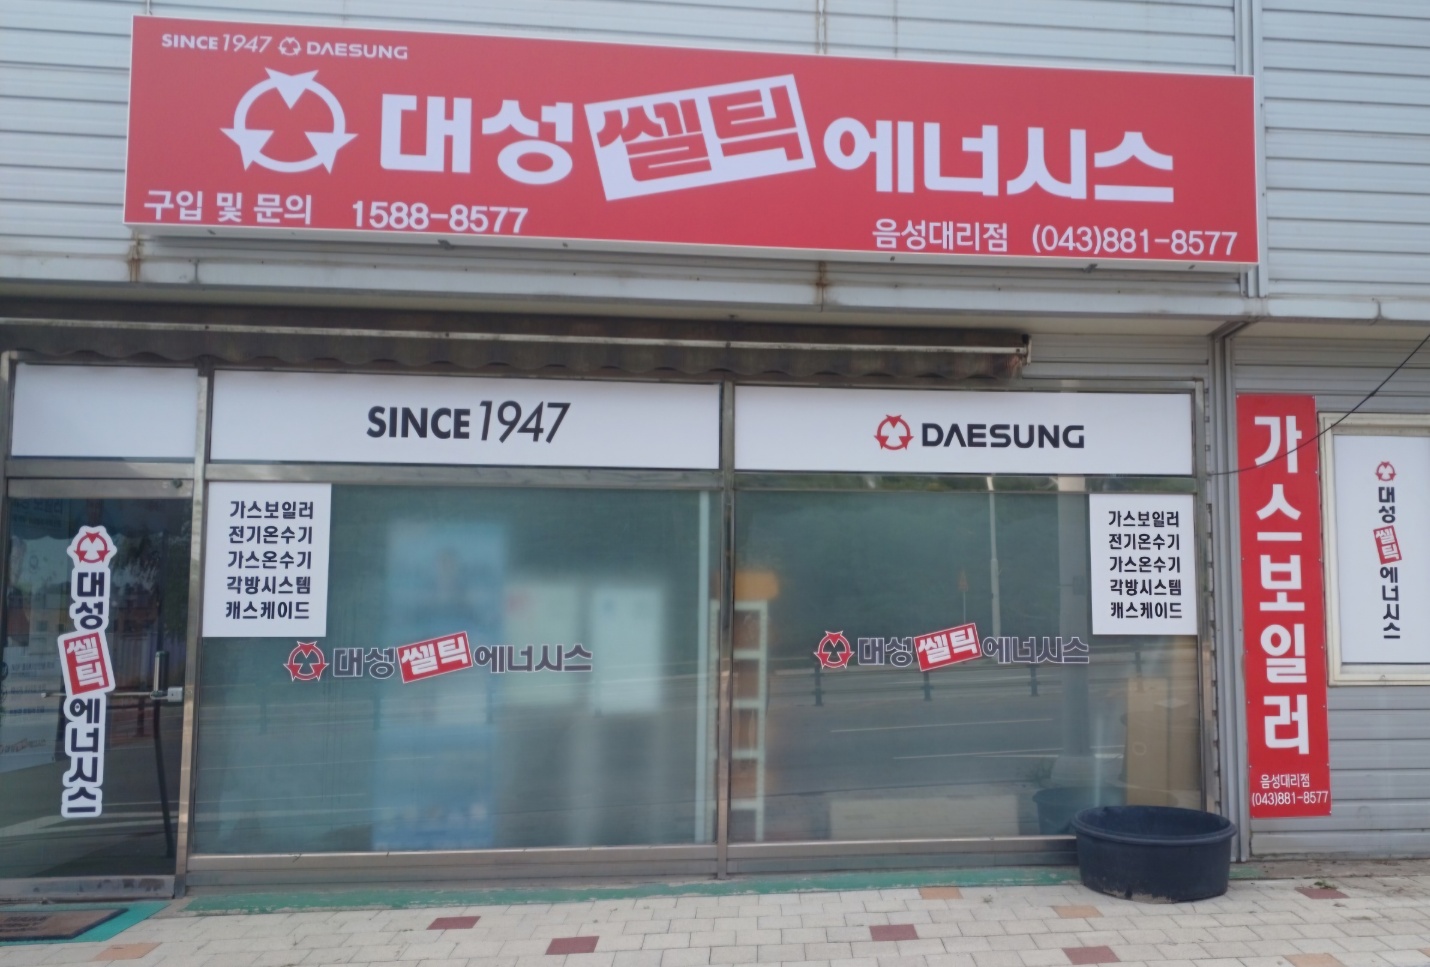 SINCE 1947 DAESUNG
대성쎌틱에너시스
구입 및 문의 1588-8577
음성대리점 (043)881-8577
SINCE 1947
DAESUNG
가스보일러
전기온수기
가스온수기
각방시스템
캐스케이드
가스보일러
전기온수기
가스온수기
각방시스템
캐스케이드
대성쎌틱에너시스
대성쎌틱에너시스
대성쎌틱에너시스
가스보일러
음성대리점
(043)881-8577
대성쎌틱에너시스